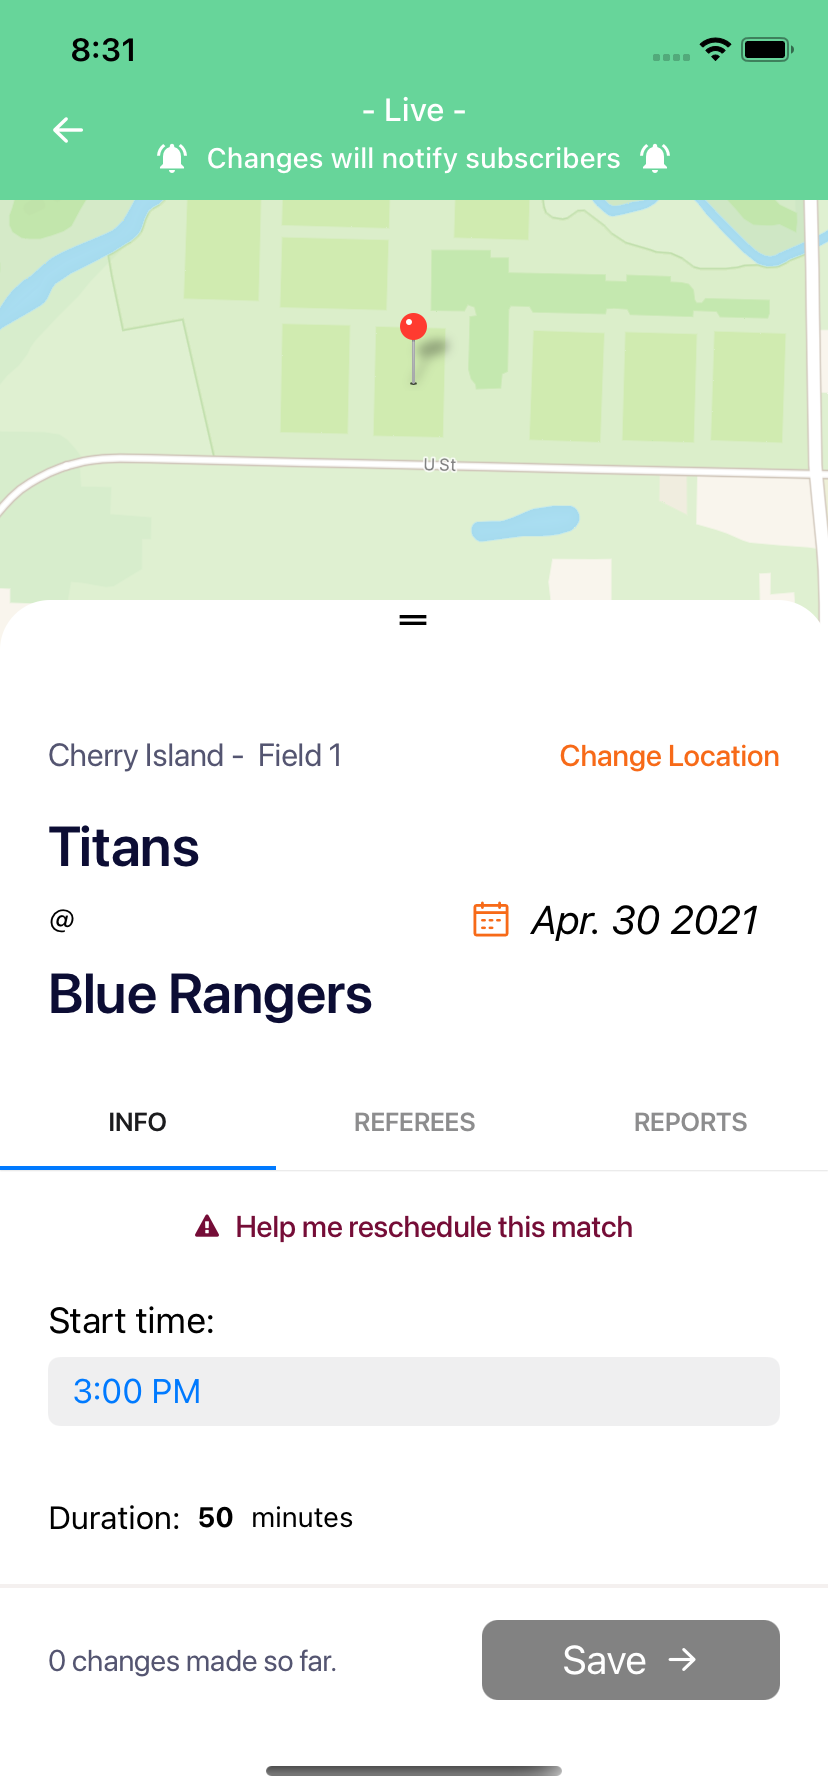 8:31
- Live -
Changes will notify subscribers
U St
Cherry Island - Field 1
Change Location
Titans
@
Apr. 30 2021
Blue Rangers
INFO
REFEREES
REPORTS
Help me reschedule this match
Start time:
3:00 PM
Duration: 50 minutes
0 changes made so far.
Save →